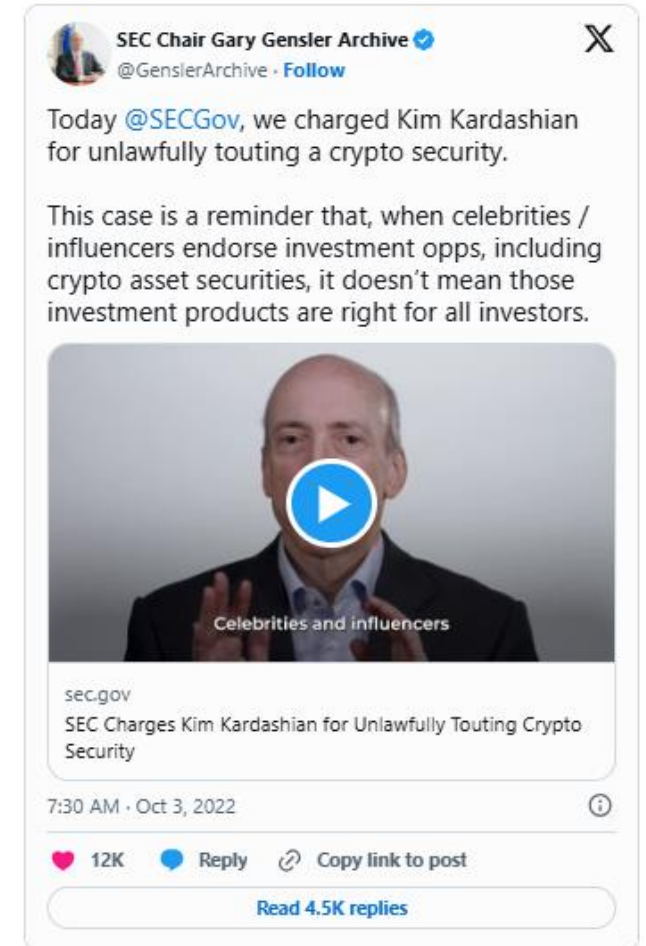 SEC Chair Gary Gensler Archive
@GenslerArchive · Follow
Today @SECGov, we charged Kim Kardashian
for unlawfully touting a crypto security.
This case is a reminder that, when celebrities /
influencers endorse investment opps, including
crypto asset securities, it doesn't mean those
investment products are right for all investors.
Celebrities and influencers
sec.gov
SEC Charges Kim Kardashian for Unlawfully Touting Crypto
Security
7:30 AM · Oct 3, 2022
12K Reply Copy link to post
Read 4.5K replies